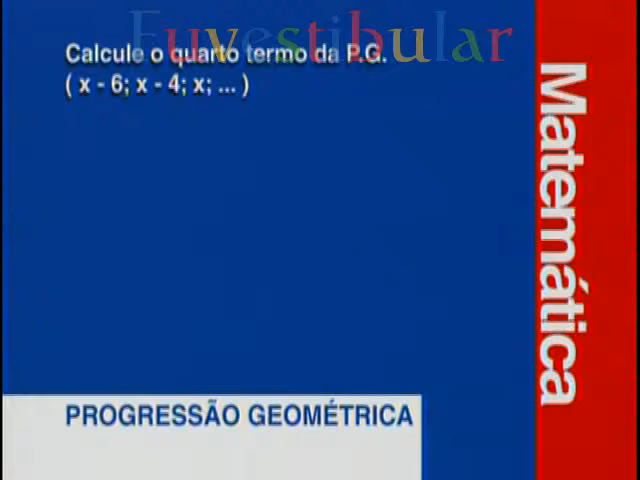 Fuvestibular
Calcule o quarto termo da P.G.
( x - 6; x - 4; x; ... )
Matemática
PROGRESSÃO GEOMÉTRICA